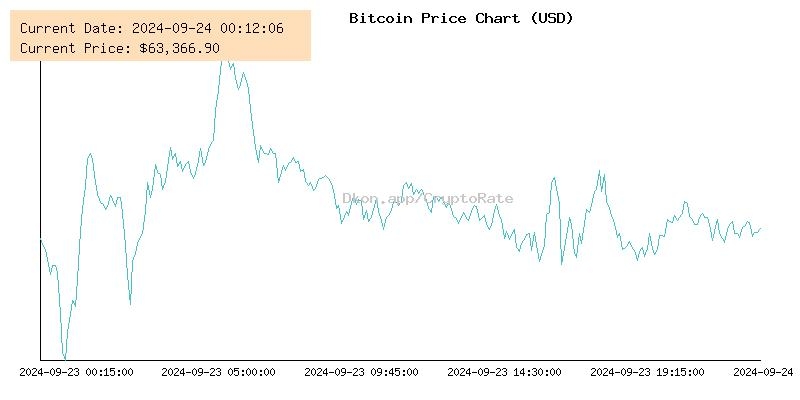 Bitcoin Price Chart (USD)
Current Date: 2024-09-24 00:12:06
Current Price: $63,366.90
Dkon.app/CryptoRate
2024-09-23 00:15:00
2024-09-23 05:00:00
2024-09-23 09:45:00
2024-09-23 14:30:00
2024-09-23 19:15:00
2024-09-24